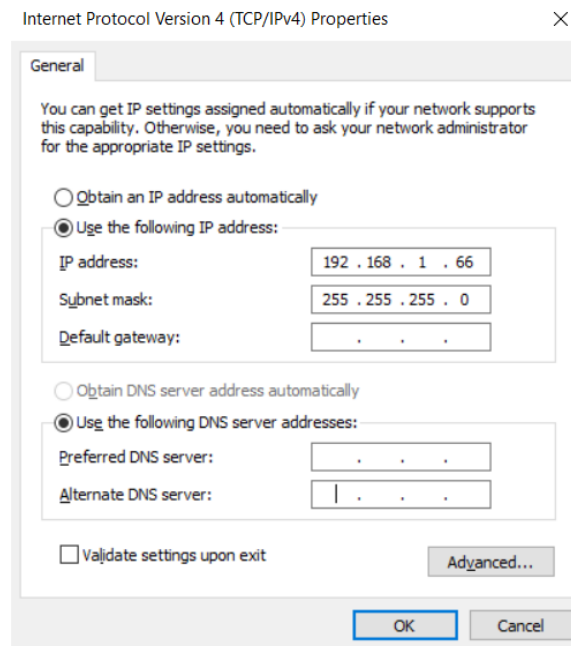 Internet Protocol Version 4 (TCP/IPv4) Properties
General
You can get IP settings assigned automatically if your network supports
this capability. Otherwise, you need to ask your network administrator
for the appropriate IP settings.
Obtain an IP address automatically
Use the following IP address:
IP address: 192 . 168 . 1 . 66
Subnet mask: 255 . 255 . 255 . 0
Default gateway: . . .
Obtain DNS server address automatically
Use the following DNS server addresses:
Preferred DNS server: . . .
Alternate DNS server: . . .
Validate settings upon exit
Advanced...
OK Cancel